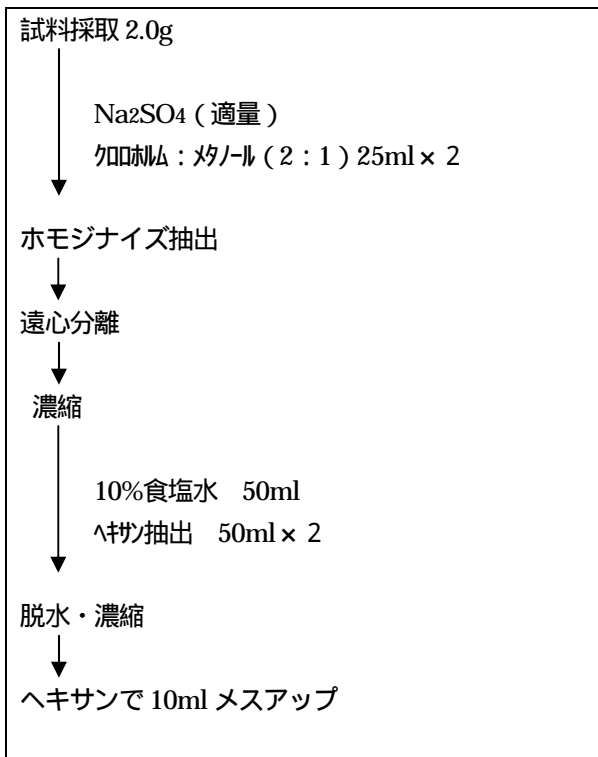 試料採取 2.0g
Na2SO4(適量)
クロロホルム:メタノール(2:1)25ml×2
ホモジナイズ抽出
遠心分離
濃縮
10%食塩水 50ml
ヘキサン抽出 50ml×2
脱水・濃縮
ヘキサンで 10ml メスアップ